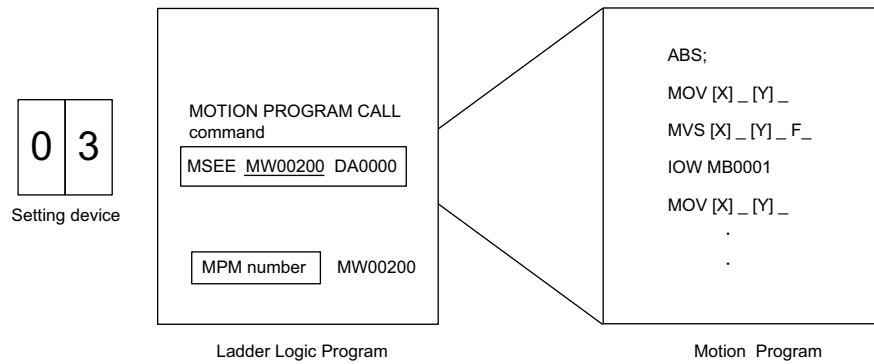 0 3
Setting device
MOTION PROGRAM CALL
command
MSEE MW00200 DA0000
MPM number MW00200
Ladder Logic Program
ABS;
MOV [X] _ [Y] _
MVS [X] _ [Y] _ F_
IOW MB0001
MOV [X] _ [Y] _
.
.
Motion Program